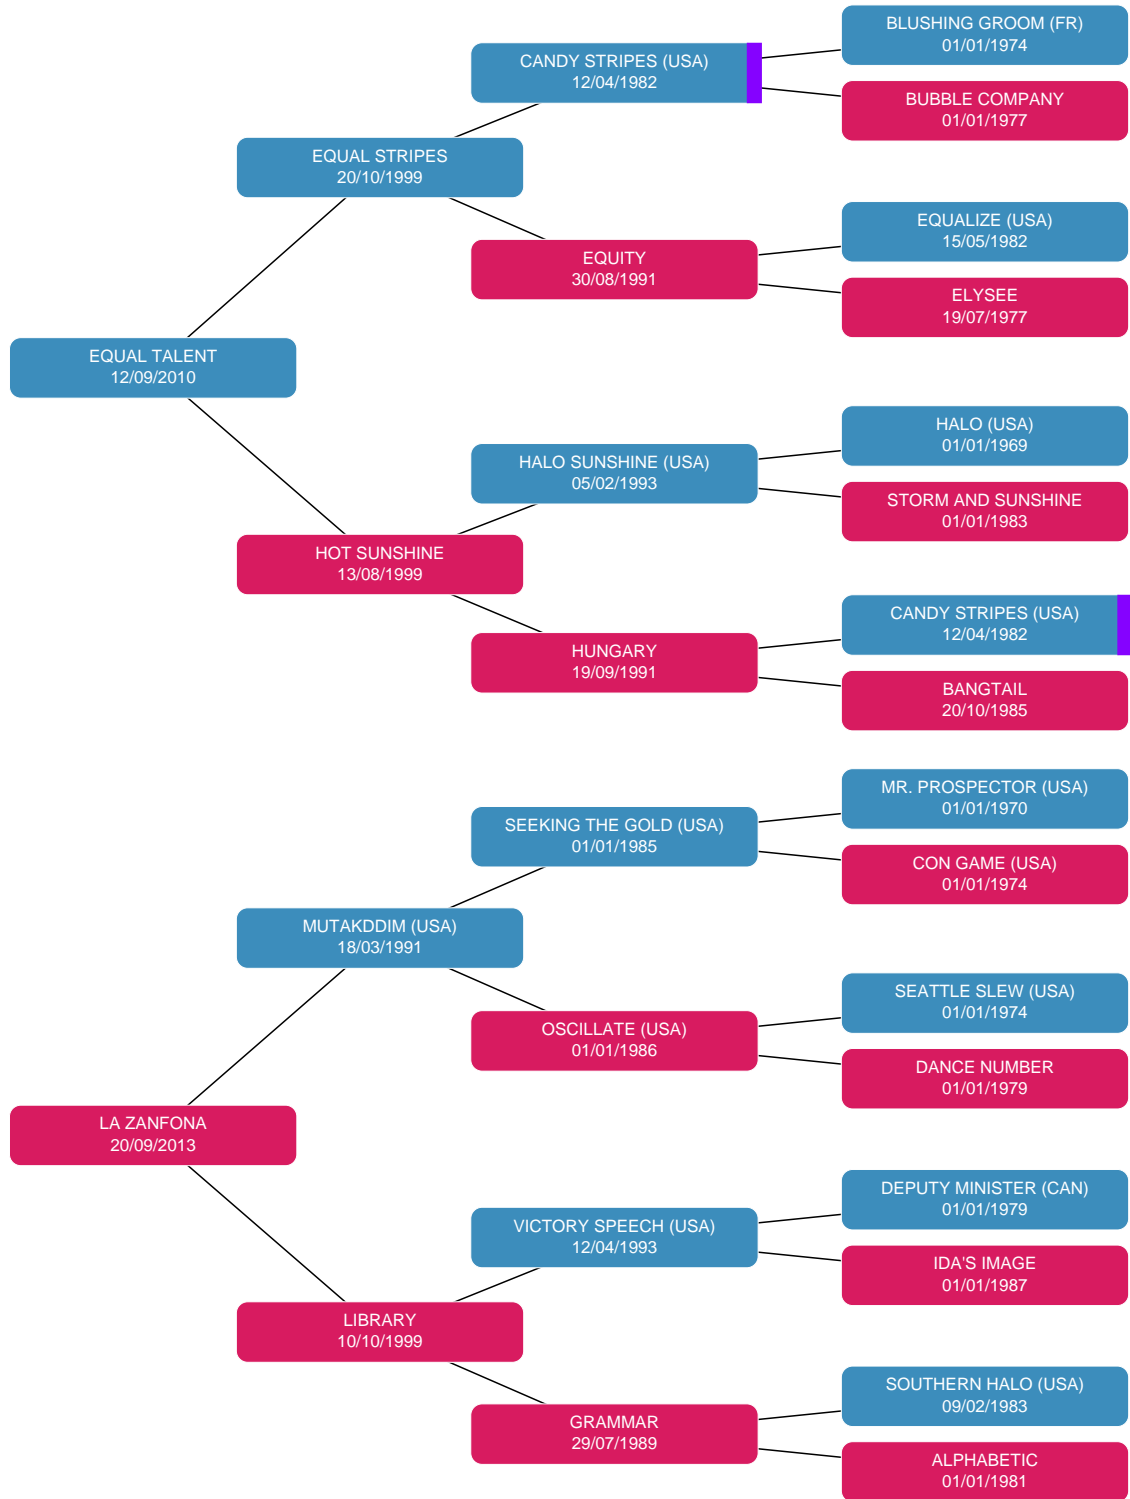 BLUSHING GROOM (FR)
01/01/1974
CANDY STRIPES (USA)
12/04/1982
BUBBLE COMPANY
01/01/1977
EQUAL STRIPES
20/10/1999
EQUALIZE (USA)
15/05/1982
EQUITY
30/08/1991
ELYSEE
19/07/1977
EQUAL TALENT
12/09/2010
HALO (USA)
01/01/1969
HALO SUNSHINE (USA)
05/02/1993
STORM AND SUNSHINE
01/01/1983
HOT SUNSHINE
13/08/1999
CANDY STRIPES (USA)
12/04/1982
HUNGARY
19/09/1991
BANGTAIL
20/10/1985
MR. PROSPECTOR (USA)
01/01/1970
SEEKING THE GOLD (USA)
01/01/1985
CON GAME (USA)
01/01/1974
MUTAKDDIM (USA)
18/03/1991
SEATTLE SLEW (USA)
01/01/1974
OSCILLATE (USA)
01/01/1986
DANCE NUMBER
01/01/1979
LA ZANFONA
20/09/2013
DEPUTY MINISTER (CAN)
01/01/1979
VICTORY SPEECH (USA)
12/04/1993
IDA'S IMAGE
01/01/1987
LIBRARY
10/10/1999
SOUTHERN HALO (USA)
09/02/1983
GRAMMAR
29/07/1989
ALPHABETIC
01/01/1981